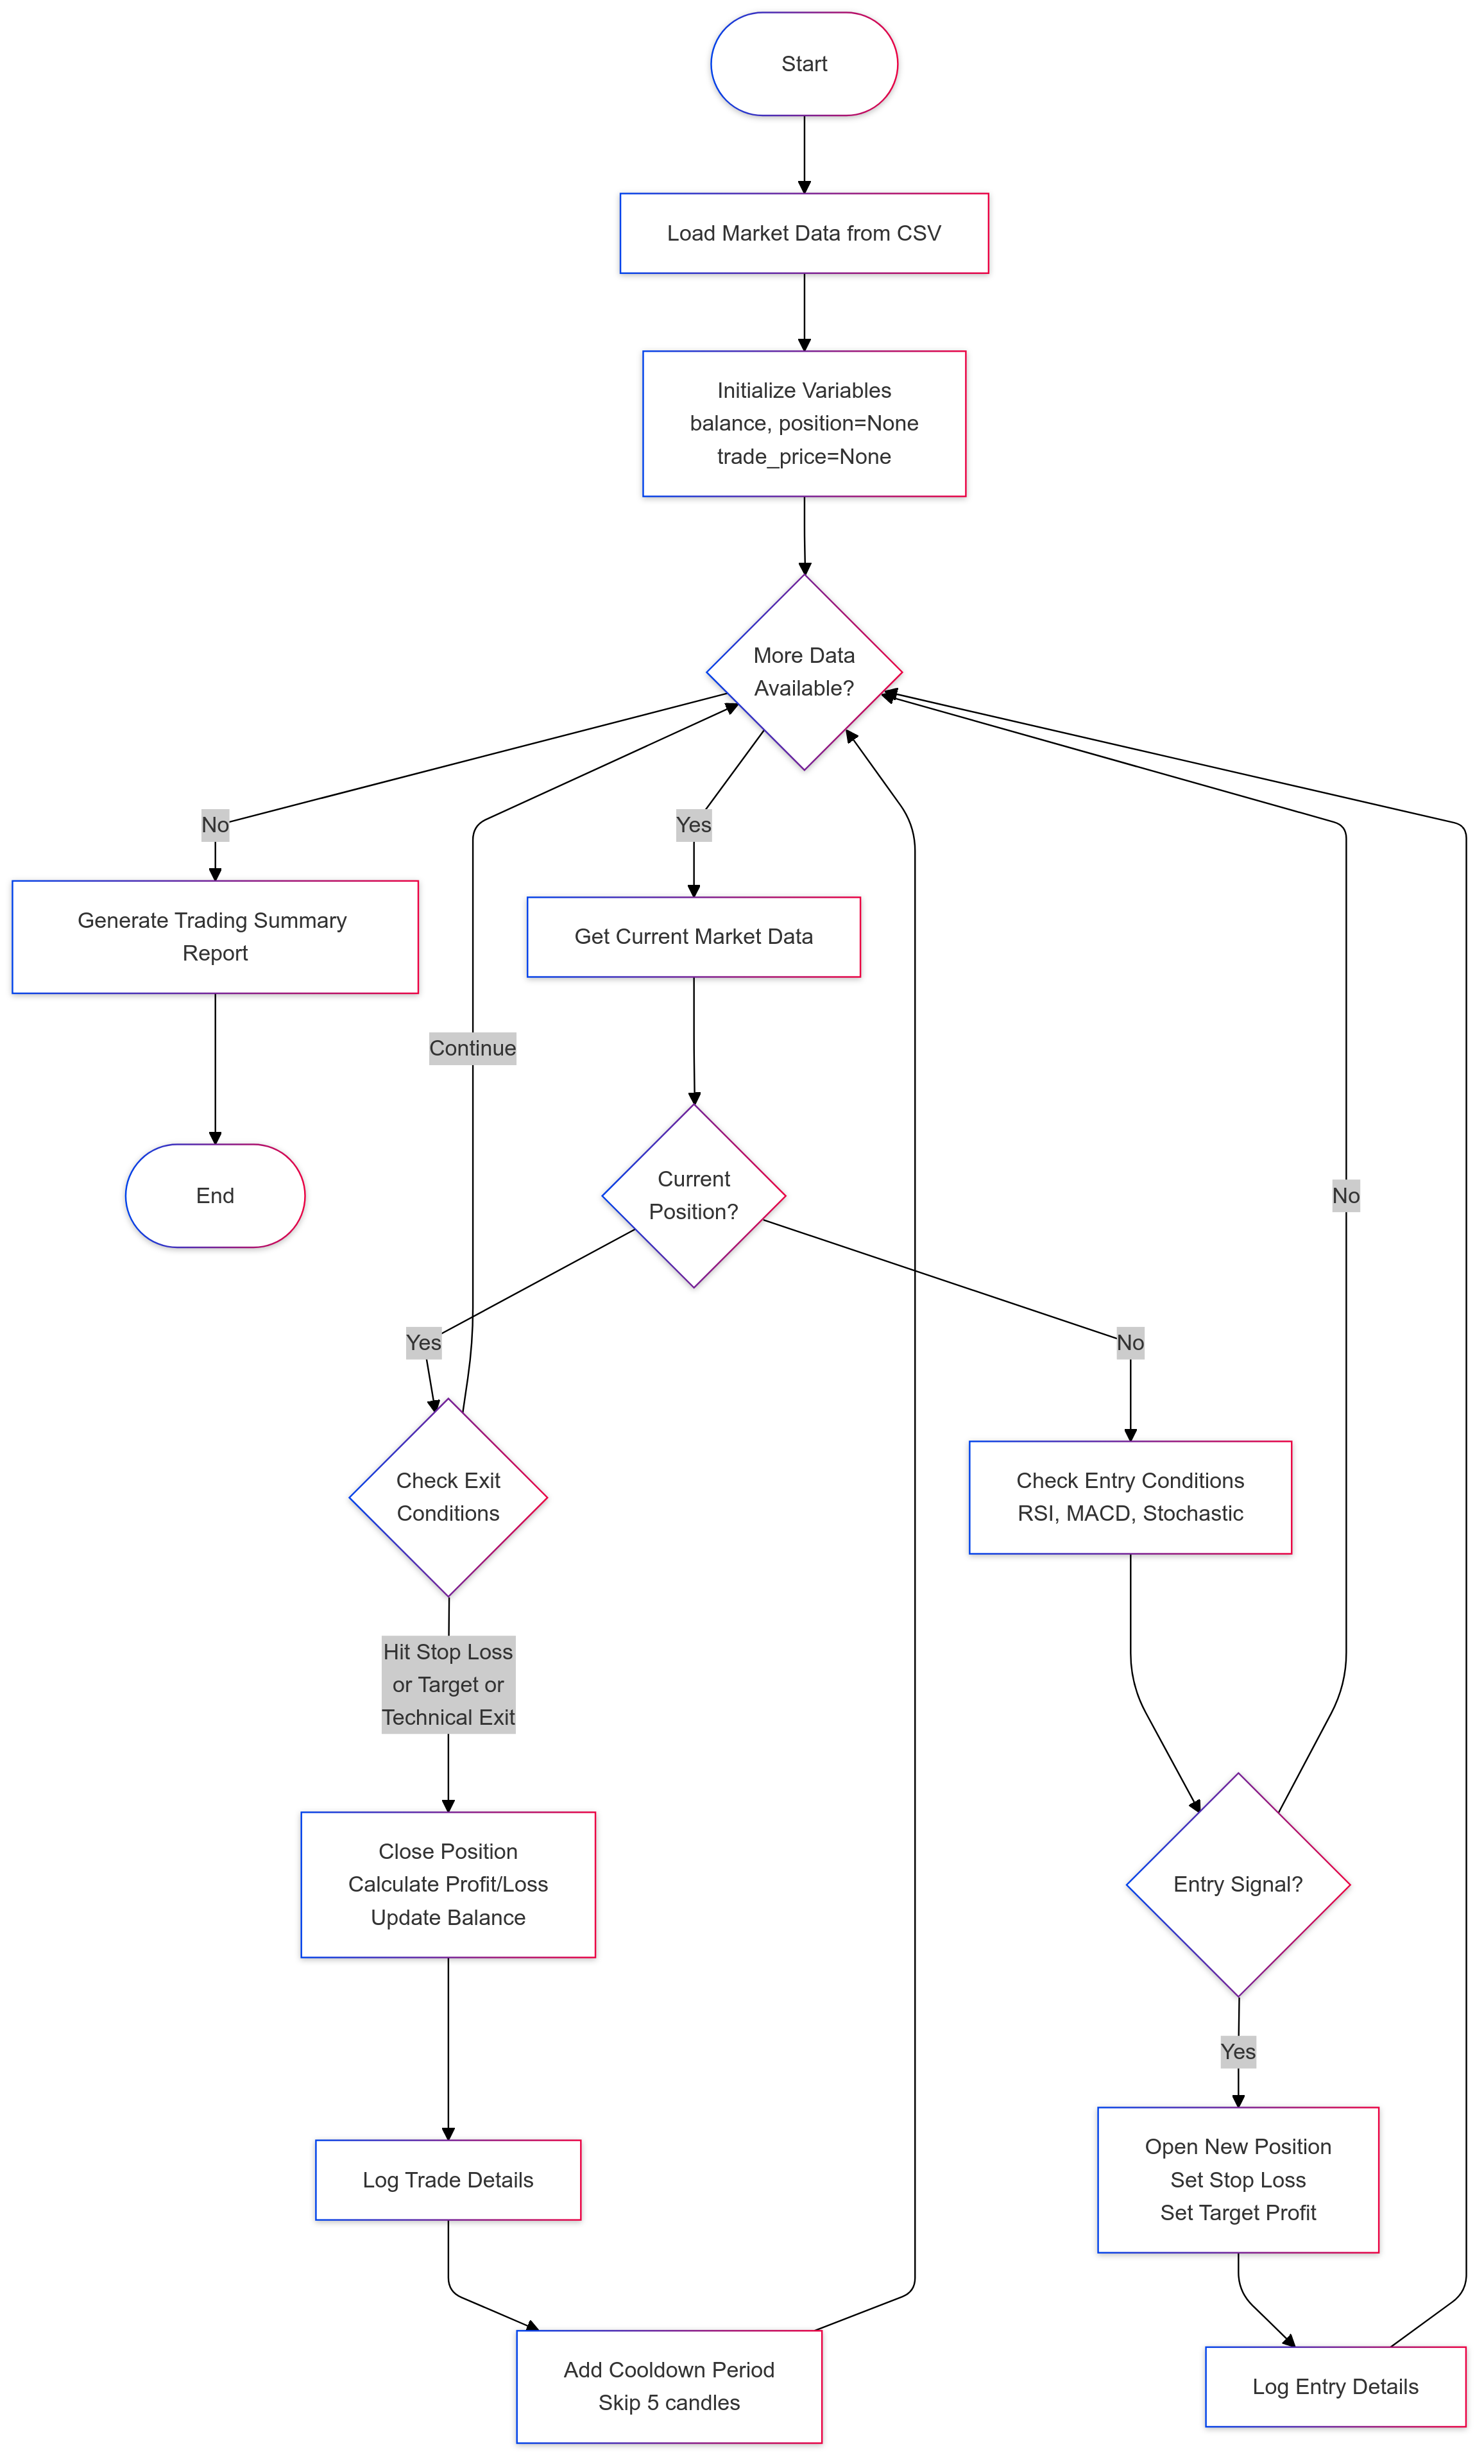 Start
Load Market Data from CSV
Initialize Variables
balance, position=None
trade_price=None
More Data
Available?
No
Yes
Generate Trading Summary
Report
Get Current Market Data
Continue
End
Current
Position?
No
Yes
No
Check Exit
Conditions
Check Entry Conditions
RSI, MACD, Stochastic
Hit Stop Loss
or Target or
Technical Exit
Close Position
Calculate Profit/Loss
Update Balance
Entry Signal?
Yes
Log Trade Details
Open New Position
Set Stop Loss
Set Target Profit
Add Cooldown Period
Skip 5 candles
Log Entry Details